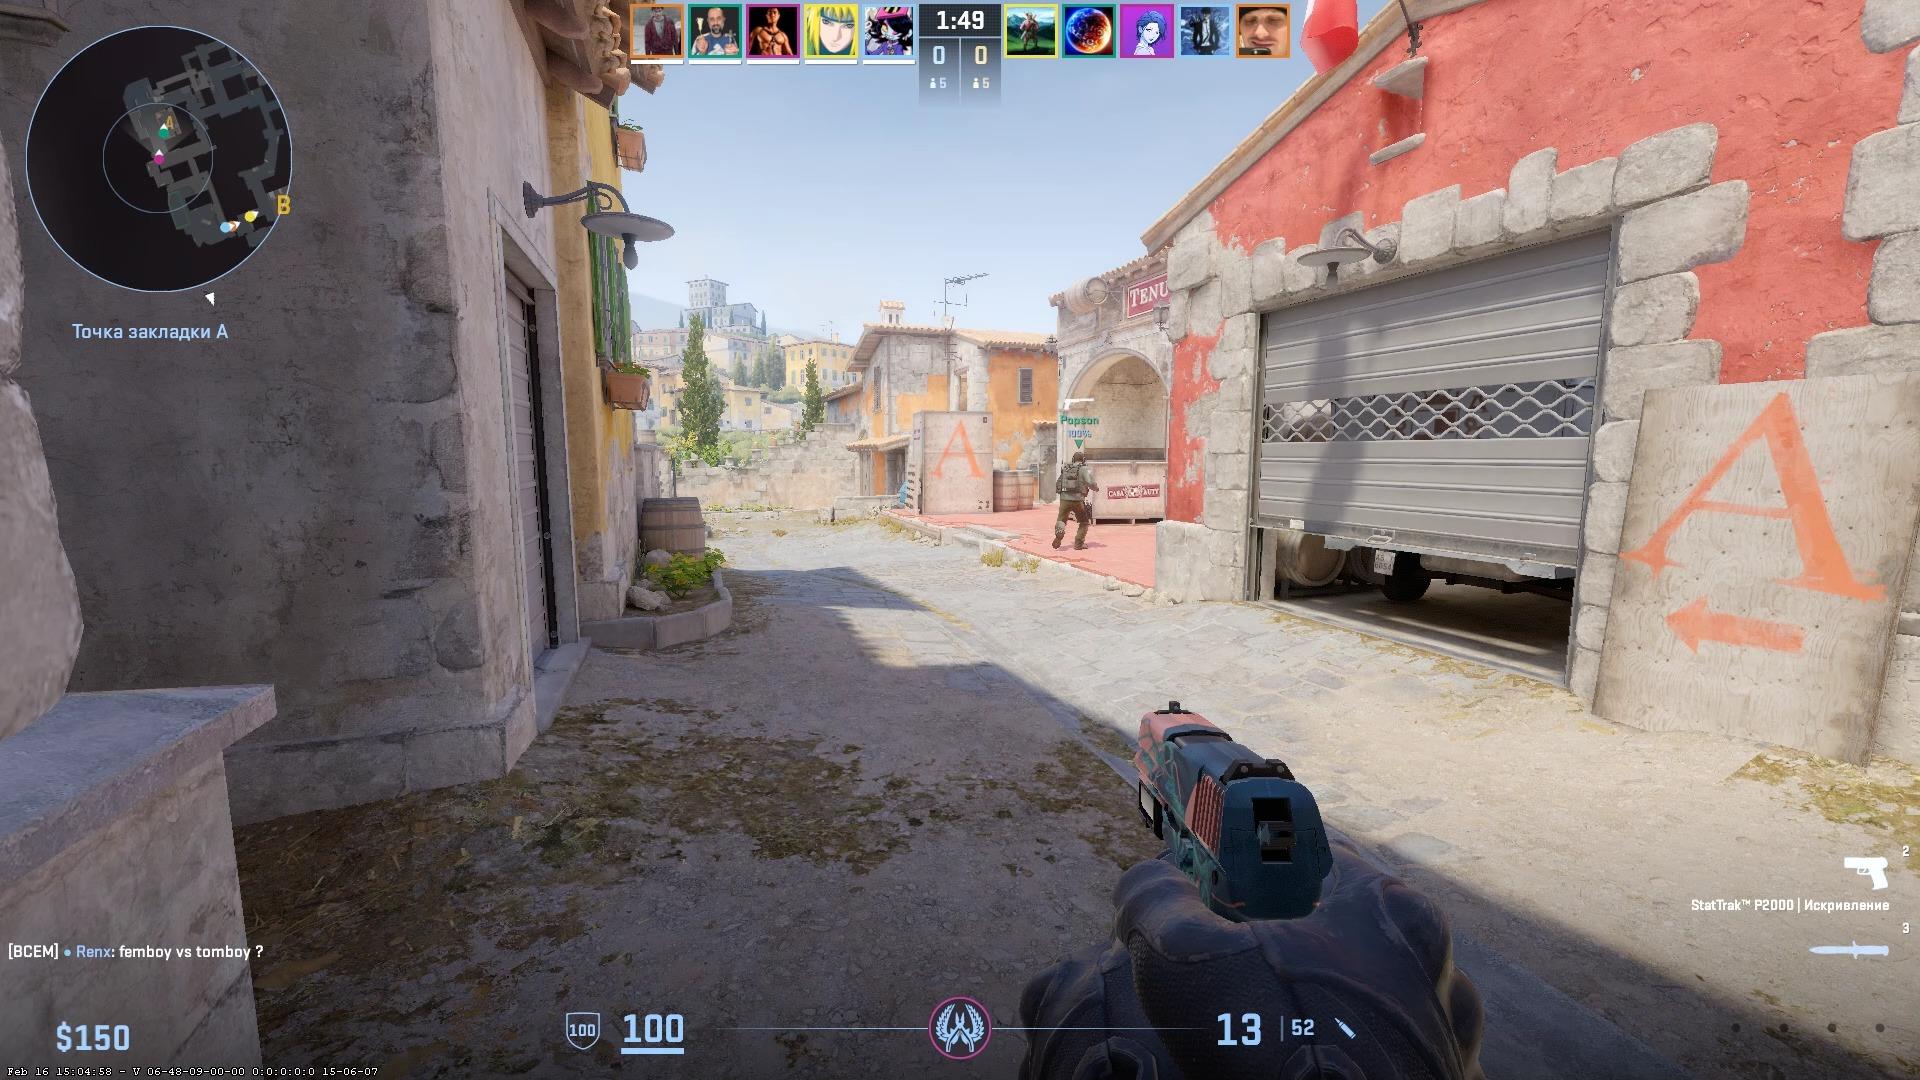 1:49
0 0
5 5
A
B
Точка закладки A
TENU
Popson
100%
A
CASA AUTY
A
2
StatTrak™ P2000 | Искривление
3
[ВСЕМ] • Renx: femboy vs tomboy ?
$150
100 100
13 | 52
Feb 16 15:04:58 - V 06-48-09-00-00 0:0:0:0:0 15-06-07